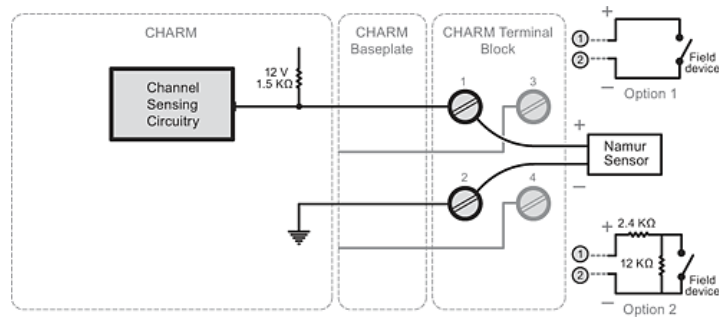 CHARM
CHARM
Baseplate
CHARM Terminal
Block
12 V
1.5 KΩ
Channel
Sensing
Circuitry
1
3
2
4
+
Namur
Sensor
−
+
1
2
−
Field
device
Option 1
+
2.4 KΩ
1
12 KΩ
2
−
Field
device
Option 2